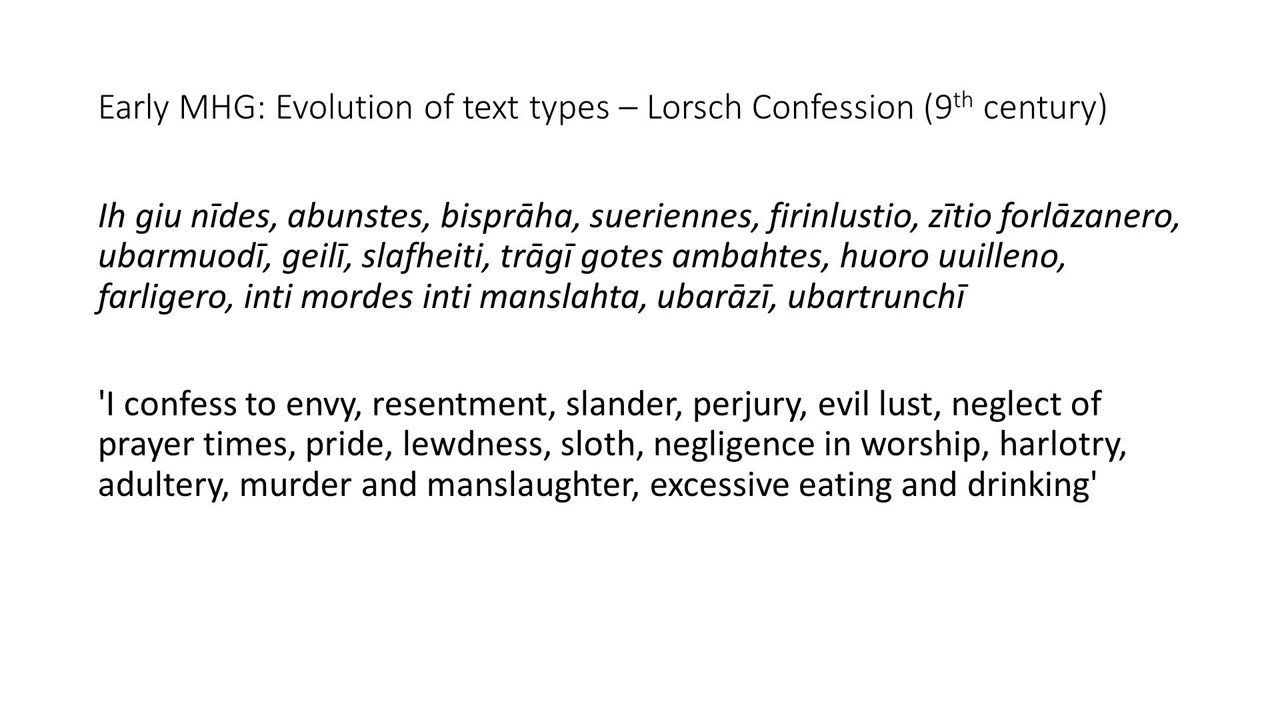 Early MHG: Evolution of text types – Lorsch Confession (9th century)
Ih giu nīdes, abunstes, bisprāha, sueriennes, firinlustio, zītio forlāzanero,
ubarmuodī, geilī, slafheiti, trāgī gotes ambahtes, huoro uuilleno,
farligero, inti mordes inti manslahta, ubarāzī, ubartrunchī
'I confess to envy, resentment, slander, perjury, evil lust, neglect of
prayer times, pride, lewdness, sloth, negligence in worship, harlotry,
adultery, murder and manslaughter, excessive eating and drinking'